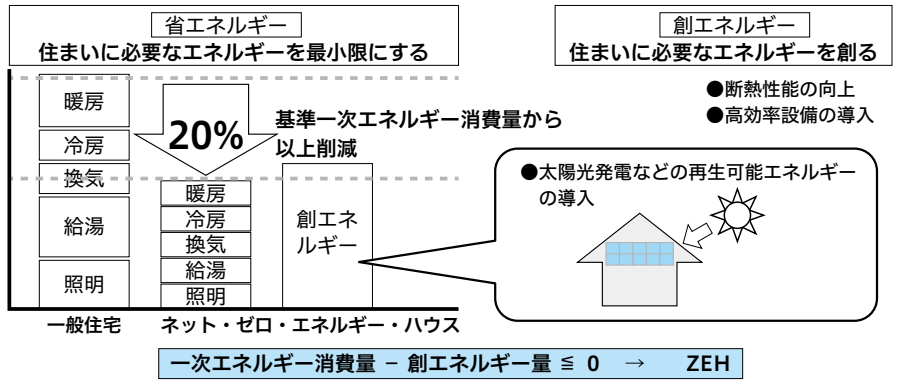 省エネルギー
住まいに必要なエネルギーを最小限にする
創エネルギー
住まいに必要なエネルギーを創る
●断熱性能の向上
●高効率設備の導入
暖房
冷房
換気
給湯
照明
20%
基準一次エネルギー消費量から
以上削減
暖房
冷房
換気
給湯
照明
創エネ
ルギー
●太陽光発電などの再生可能エネルギー
の導入
一般住宅
ネット・ゼロ・エネルギー・ハウス
一次エネルギー消費量 − 創エネルギー量 ≦ 0 → ZEH